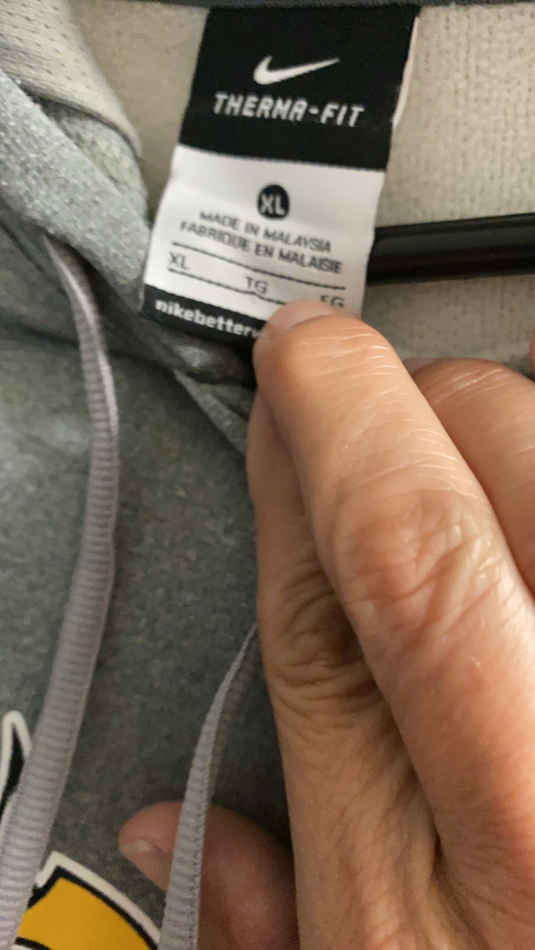 THERMA-FIT
XL
MADE IN MALAYSIA
FABRIQUE EN MALAISIE
XL TG EG